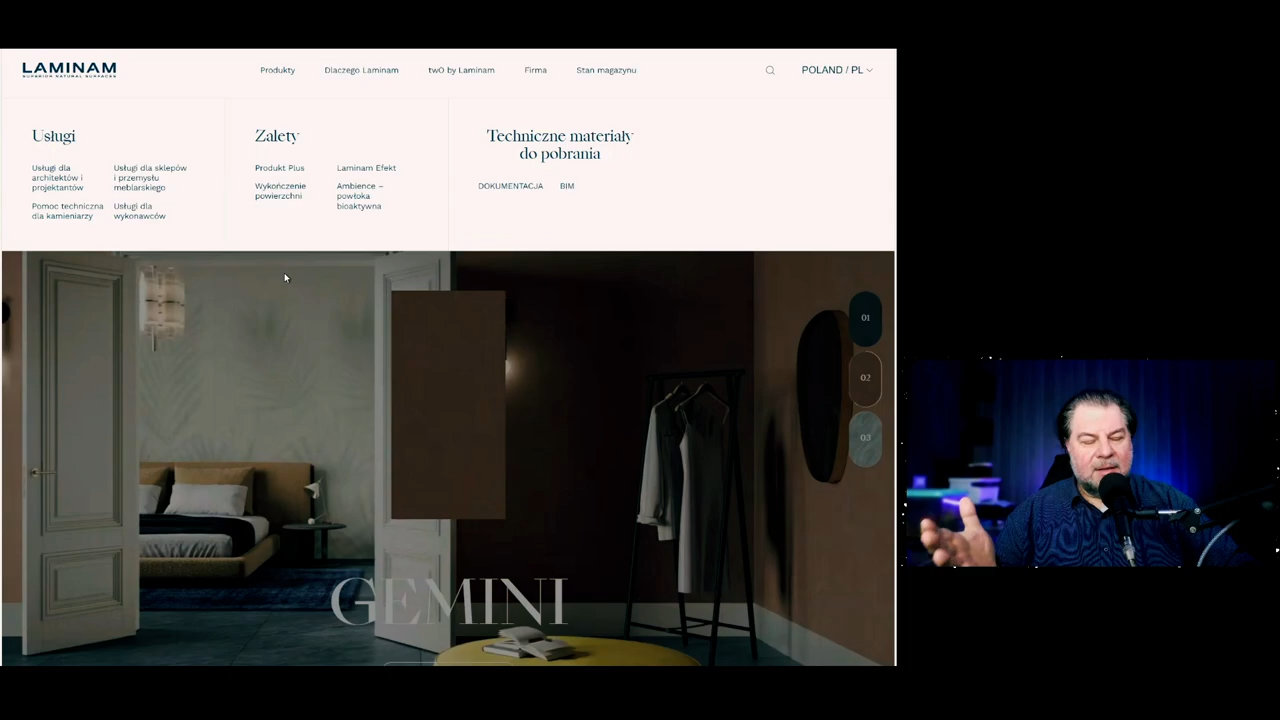 LAMINAM
SUPERIOR NATURAL SURFACES
Produkty
Dlaczego Laminam
twO by Laminam
Firma
Stan magazynu
POLAND / PL
Usługi
Usługi dla
architektów i
projektantów
Usługi dla sklepów
i przemysłu
meblarskiego
Pomoc techniczna
dla kamieniarzy
Usługi dla
wykonawców
Zalety
Produkt Plus
Laminam Efekt
Wykończenie
powierzchni
Ambience –
powłoka
bioaktywna
Techniczne materiały
do pobrania
DOKUMENTACJA
BIM
01
02
03
GEMINI